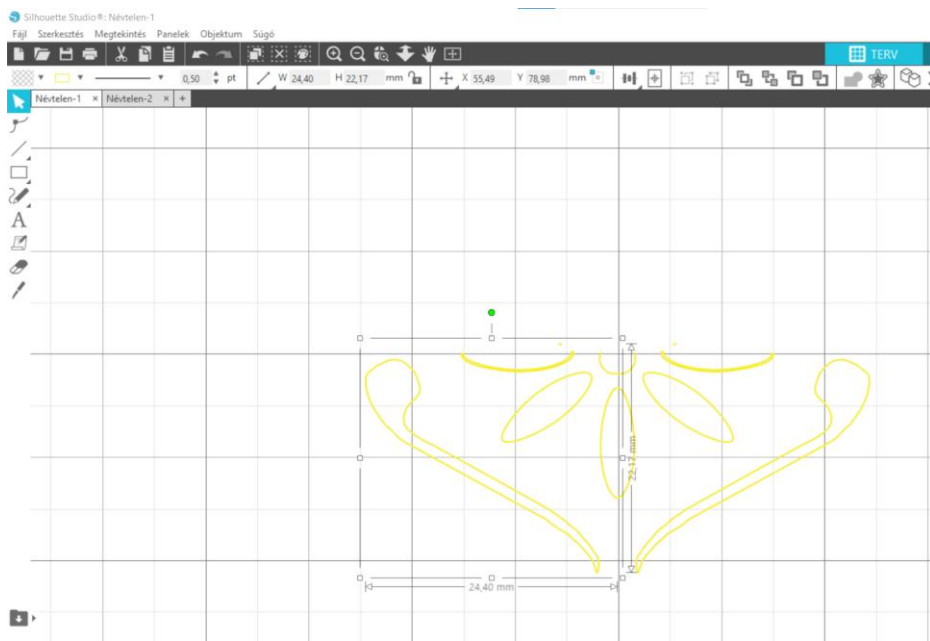 Silhouette Studio®: Névtelen-1
Fájl Szerkesztés Megtekintés Panelek Objektum Súgó
TERV
0,50 pt W 24,40 H 22,17 mm X 55,49 Y 78,98 mm
Névtelen-1 × Névtelen-2 × +
A
22,17 mm
24,40 mm